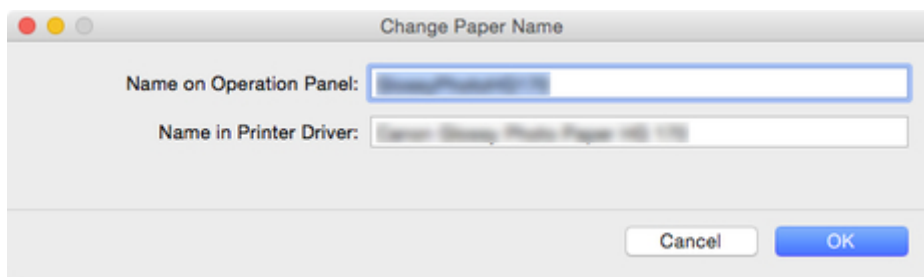 Change Paper Name
Name on Operation Panel:
Name in Printer Driver:
Cancel OK